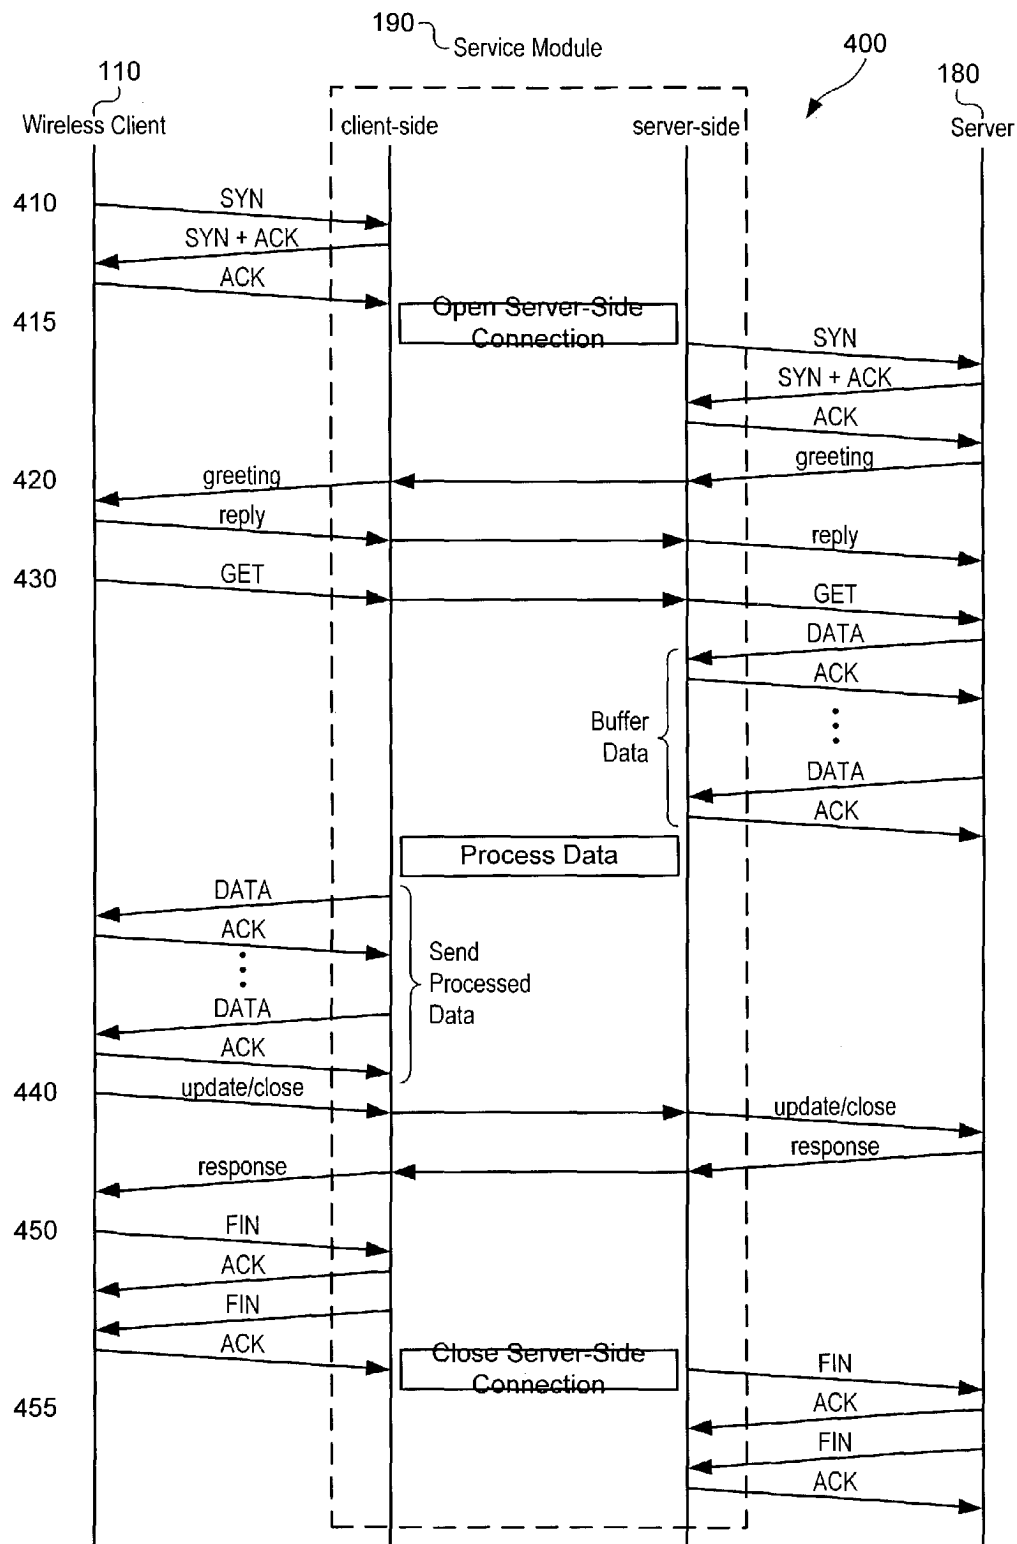 190
Service Module
400
110
180
Wireless Client
client-side
server-side
Server
410
SYN
SYN + ACK
ACK
415
Open Server-Side
Connection
SYN
SYN + ACK
ACK
greeting
420
greeting
reply
reply
430
GET
GET
DATA
ACK
Buffer
Data
DATA
ACK
Process Data
DATA
ACK
Send
Processed
Data
DATA
ACK
440
update/close
update/close
response
response
450
FIN
ACK
FIN
ACK
Close Server-Side
Connection
FIN
455
ACK
FIN
ACK